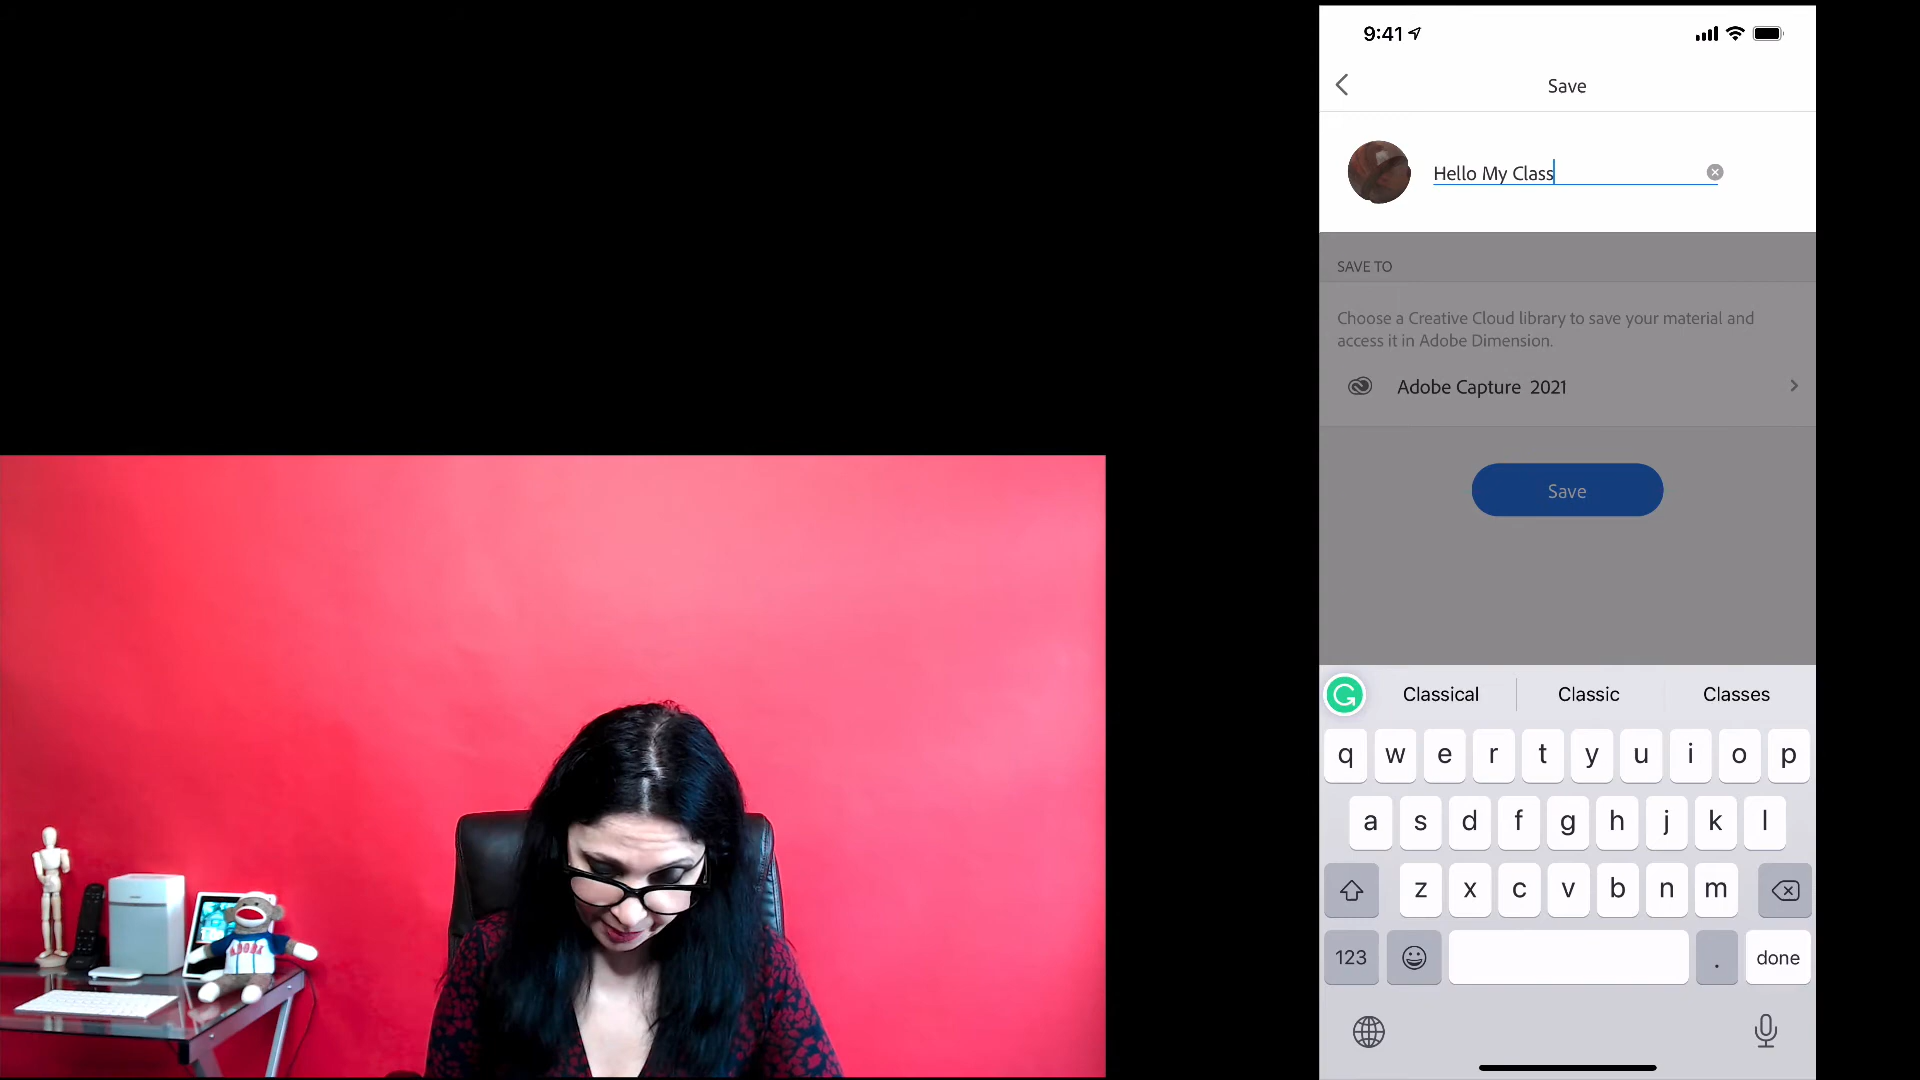 9:41
Save
Hello My Class
SAVE TO
Choose a Creative Cloud library to save your material and
access it in Adobe Dimension.
Adobe Capture 2021
Save
Classical Classic Classes
q w e r t y u i o p
a s d f g h j k l
z x c v b n m
123 . done
ADOBE